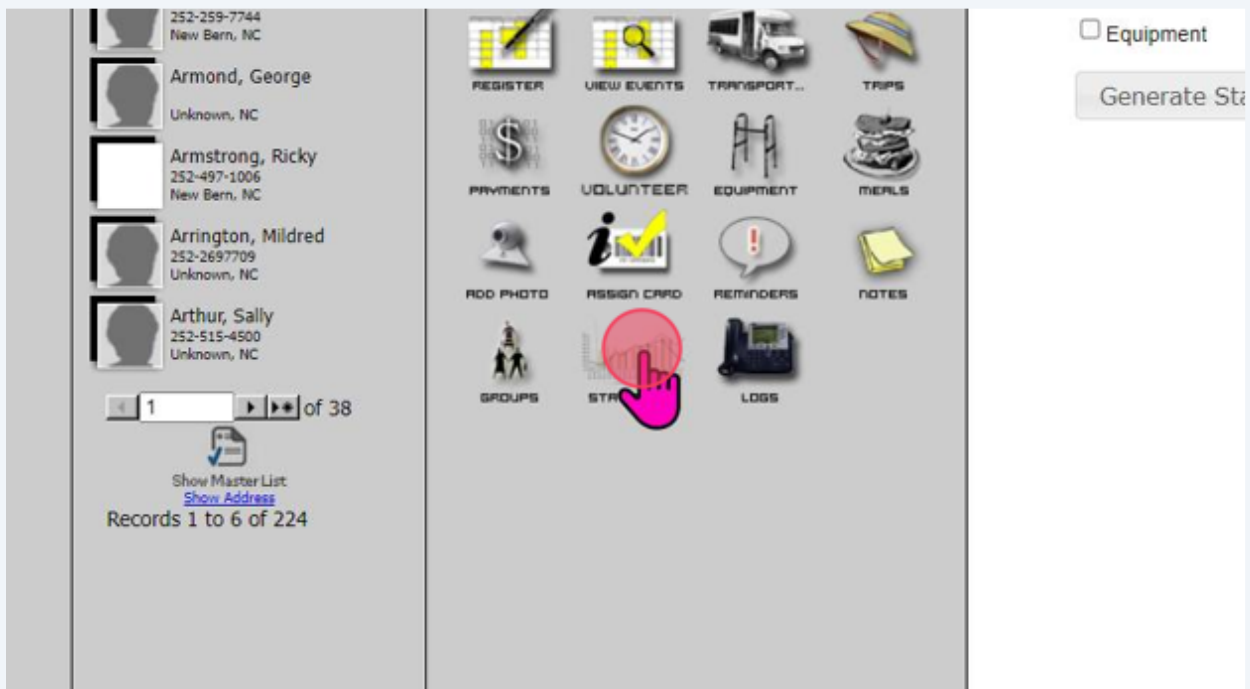 252-259-7744
New Bern, NC
Armond, George
Unknown, NC
Armstrong, Ricky
252-497-1006
New Bern, NC
Arrington, Mildred
252-2697709
Unknown, NC
Arthur, Sally
252-515-4500
Unknown, NC
1 of 38
Show Master List
Show Address
Records 1 to 6 of 224
REGISTER VIEW EVENTS TRANSPORT... TRIPS
PAYMENTS VOLUNTEER EQUIPMENT MEALS
ADD PHOTO ASSIGN CARD REMINDERS NOTES
GROUPS LOGS
Equipment
Generate